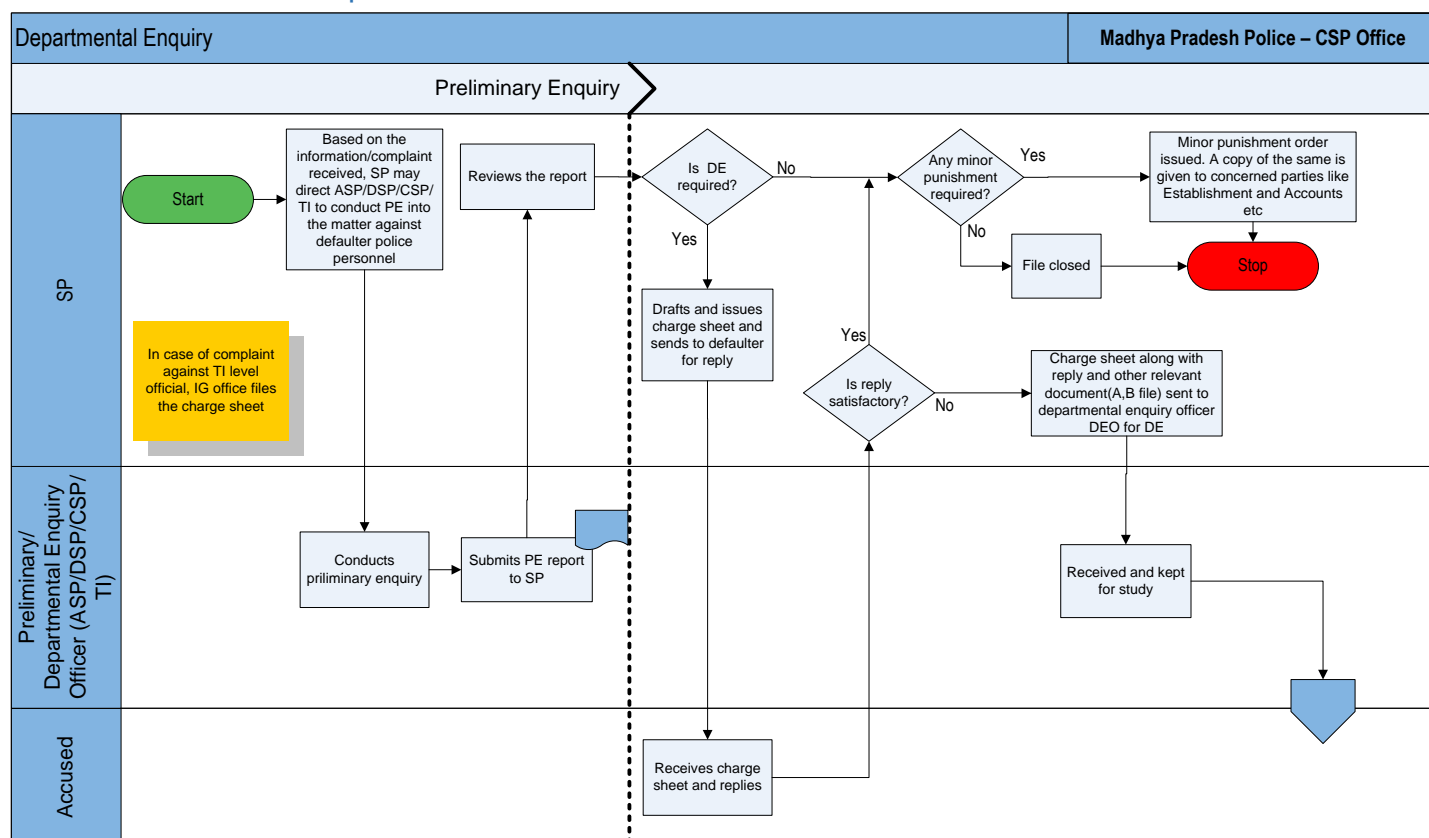 Departmental Enquiry
Madhya Pradesh Police – CSP Office
Preliminary Enquiry
SP
Start
Based on the
information/complaint
received, SP may
direct ASP/DSP/CSP/
TI to conduct PE into
the matter against
defaulter police
personnel
Reviews the report
Is DE
required?
No
Yes
Any minor
punishment
required?
Yes
No
Minor punishment order
issued. A copy of the same is
given to concerned parties like
Establishment and Accounts
etc
File closed
Stop
In case of complaint
against TI level
official, IG office files
the charge sheet
Drafts and issues
charge sheet and
sends to defaulter
for reply
Yes
Is reply
satisfactory?
No
Charge sheet along with
reply and other relevant
document(A,B file) sent to
departmental enquiry officer
DEO for DE
Preliminary/
Departmental Enquiry
Officer (ASP/DSP/CSP/
TI)
Conducts
priliminary enquiry
Submits PE report
to SP
Received and kept
for study
Accused
Receives charge
sheet and replies